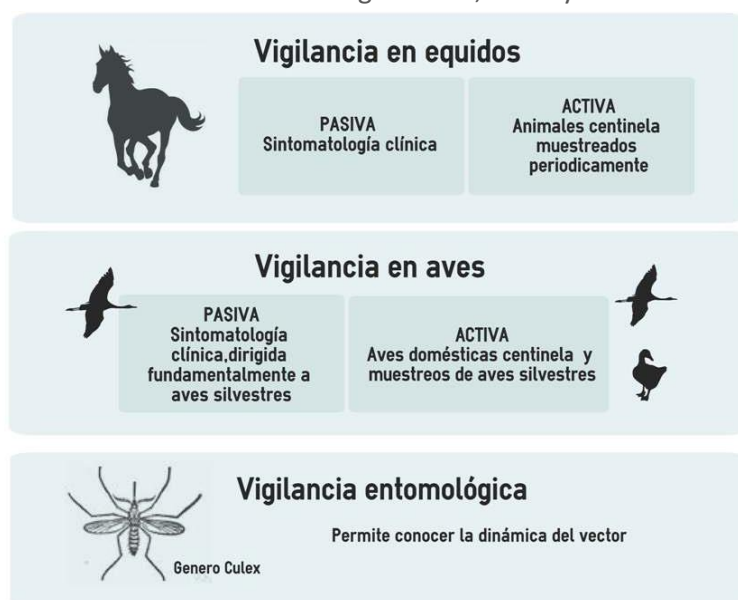 Vigilancia en equidos
PASIVA
Sintomatología clínica
ACTIVA
Animales centinela
muestreados
periodicamente
Vigilancia en aves
PASIVA
Sintomatología
clínica,dirigida
fundamentalmente a
aves silvestres
ACTIVA
Aves domésticas centinela y
muestreos de aves silvestres
Vigilancia entomológica
Permite conocer la dinámica del vector
Genero Culex